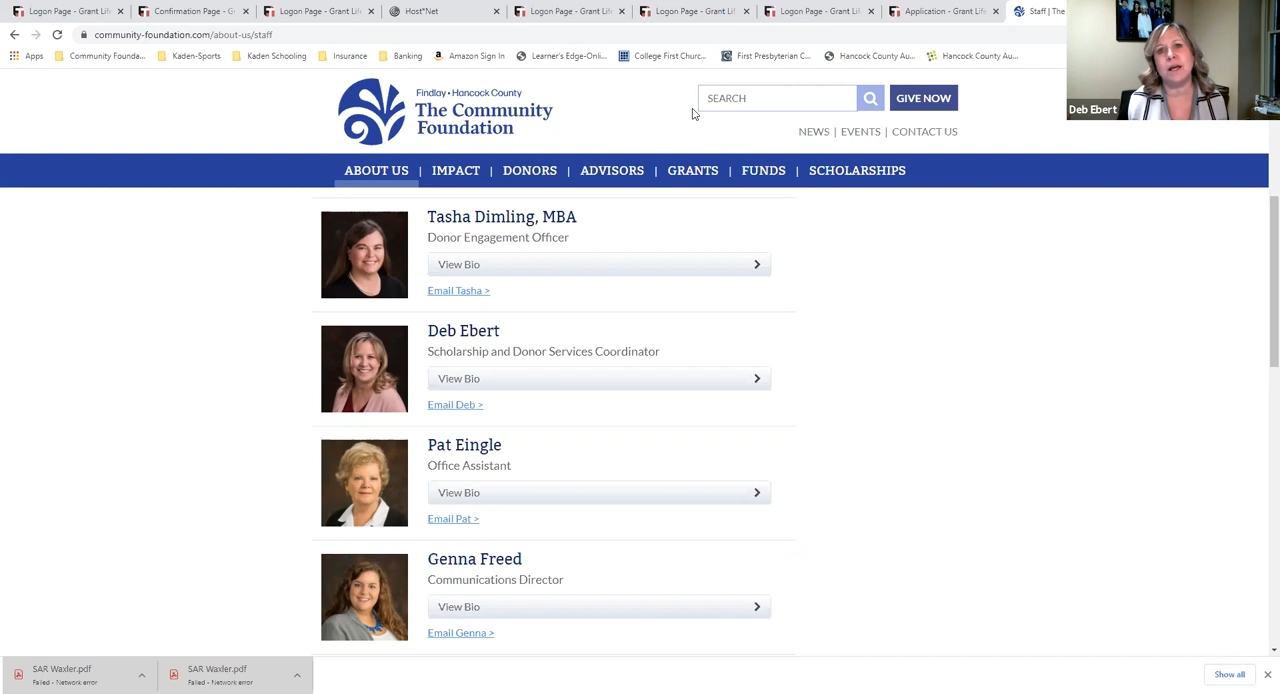 Logon Page - Grant Life
Confirmation Page - G
Logon Page - Grant Life
Host*Net
Logon Page - Grant Life
Logon Page - Grant Lif
Logon Page - Grant Life
Application - Grant Life
Staff | The
community-foundation.com/about-us/staff
Apps
Community Founda...
Kaden-Sports
Kaden Schooling
Insurance
Banking
Amazon Sign In
Learner's Edge-Onli...
College First Churc...
First Presbyterian C...
Hancock County Au...
Hancock County Au...
Deb Ebert
Findlay • Hancock County
The Community
Foundation
SEARCH
GIVE NOW
NEWS | EVENTS | CONTACT US
ABOUT US | IMPACT | DONORS | ADVISORS | GRANTS | FUNDS | SCHOLARSHIPS
Tasha Dimling, MBA
Donor Engagement Officer
View Bio
Email Tasha >
Deb Ebert
Scholarship and Donor Services Coordinator
View Bio
Email Deb >
Pat Eingle
Office Assistant
View Bio
Email Pat >
Genna Freed
Communications Director
View Bio
Email Genna >
SAR Waxler.pdf
Failed - Network error
SAR Waxler.pdf
Failed - Network error
Show all